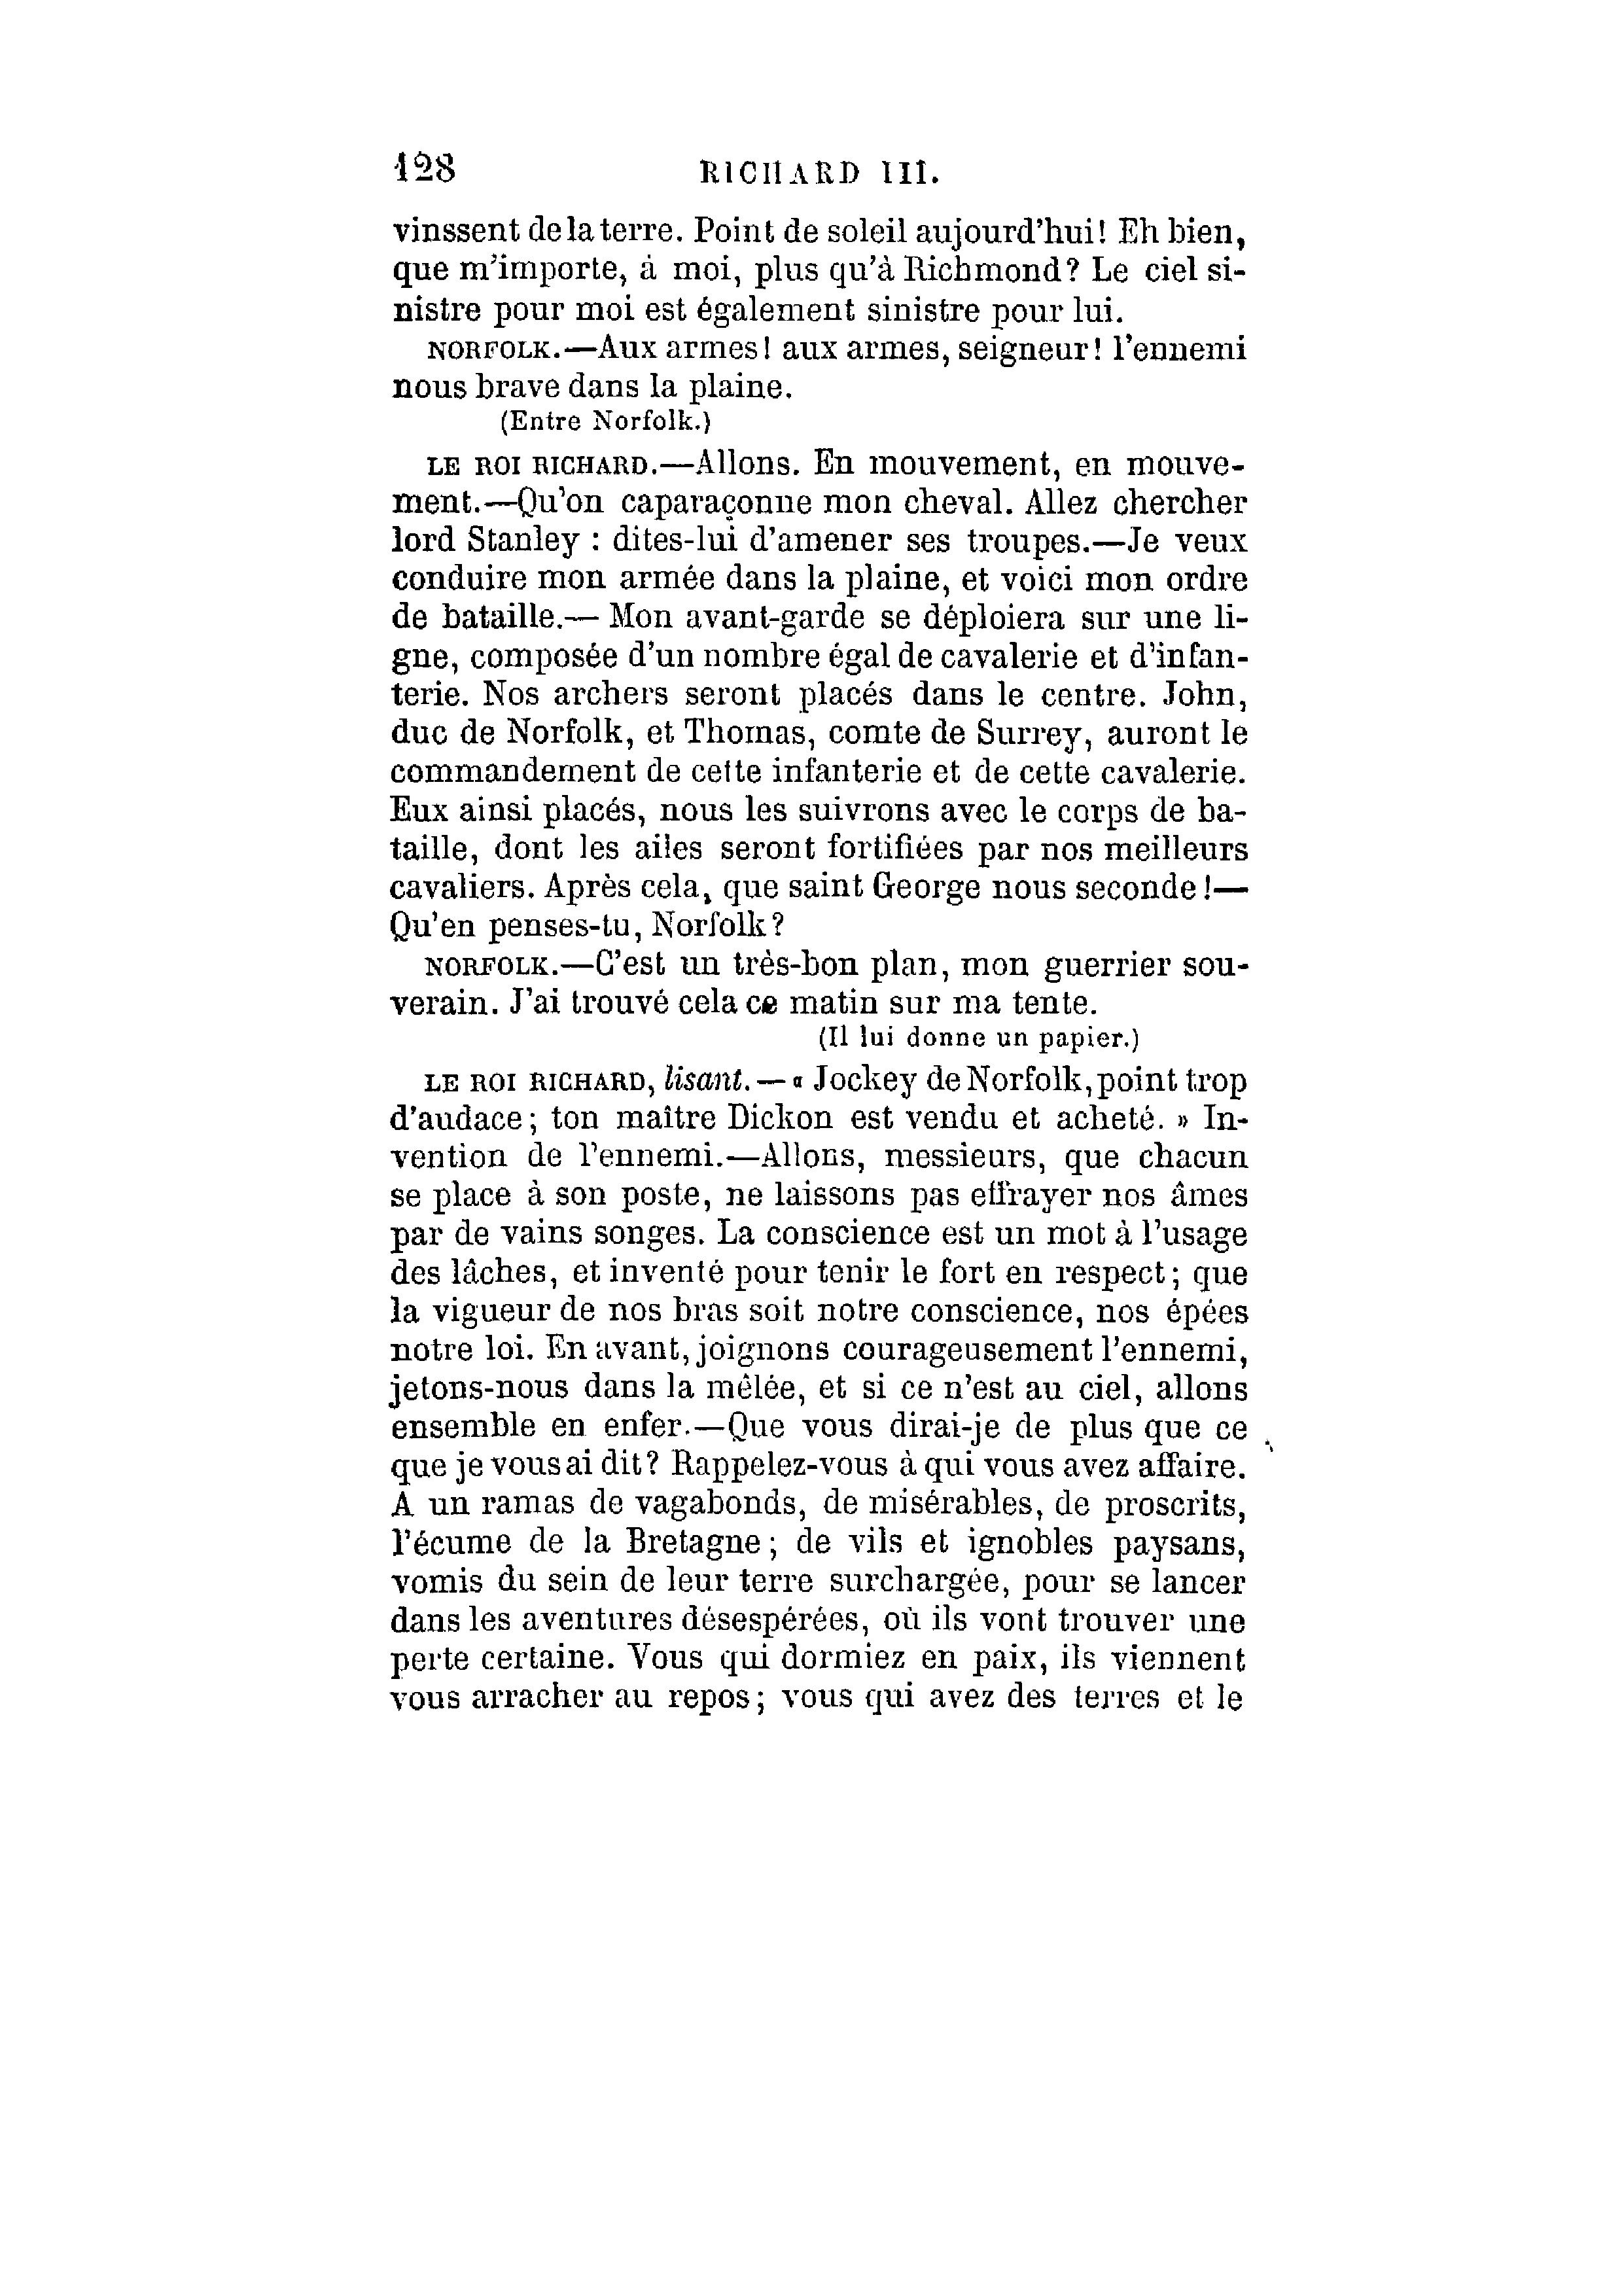 128 RICHARD III.
vinssent de la terre. Point de soleil aujourd'hui! Eh bien,
que m'importe, à moi, plus qu'à Richmond? Le ciel si-
nistre pour moi est également sinistre pour lui.
NORFOLK.—Aux armes! aux armes, seigneur! l'ennemi
nous brave dans la plaine.
(Entre Norfolk.)
LE ROI RICHARD.—Allons. En mouvement, en mouve-
ment.—Qu'on caparaçonne mon cheval. Allez chercher
lord Stanley : dites-lui d'amener ses troupes.—Je veux
conduire mon armée dans la plaine, et voici mon ordre
de bataille.— Mon avant-garde se déploiera sur une li-
gne, composée d'un nombre égal de cavalerie et d'infan-
terie. Nos archers seront placés dans le centre. John,
duc de Norfolk, et Thomas, comte de Surrey, auront le
commandement de cette infanterie et de cette cavalerie.
Eux ainsi placés, nous les suivrons avec le corps de ba-
taille, dont les ailes seront fortifiées par nos meilleurs
cavaliers. Après cela, que saint George nous seconde!—
Qu'en penses-tu, Norfolk?
NORFOLK.—C'est un très-bon plan, mon guerrier sou-
verain. J'ai trouvé cela ce matin sur ma tente.
(Il lui donne un papier.)
LE ROI RICHARD, lisant. — « Jockey de Norfolk, point trop
d'audace; ton maître Dickon est vendu et acheté. » In-
vention de l'ennemi.—Allons, messieurs, que chacun
se place à son poste, ne laissons pas effrayer nos âmes
par de vains songes. La conscience est un mot à l'usage
des lâches, et inventé pour tenir le fort en respect; que
la vigueur de nos bras soit notre conscience, nos épées
notre loi. En avant, joignons courageusement l'ennemi,
jetons-nous dans la mêlée, et si ce n'est au ciel, allons
ensemble en enfer.—Que vous dirai-je de plus que ce
que je vous ai dit? Rappelez-vous à qui vous avez affaire.
A un ramas de vagabonds, de misérables, de proscrits,
l'écume de la Bretagne; de vils et ignobles paysans,
vomis du sein de leur terre surchargée, pour se lancer
dans les aventures désespérées, où ils vont trouver une
perte certaine. Vous qui dormiez en paix, ils viennent
vous arracher au repos; vous qui avez des terres et le